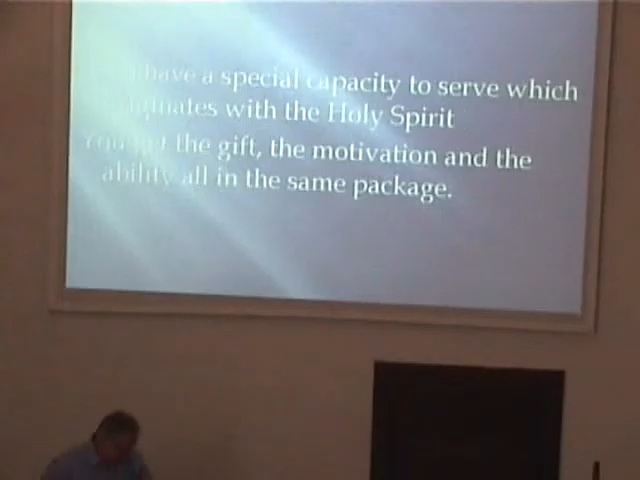 have a special capacity to serve which
with the Holy Spirit
the gift, the motivation and the
ability all in the same package.